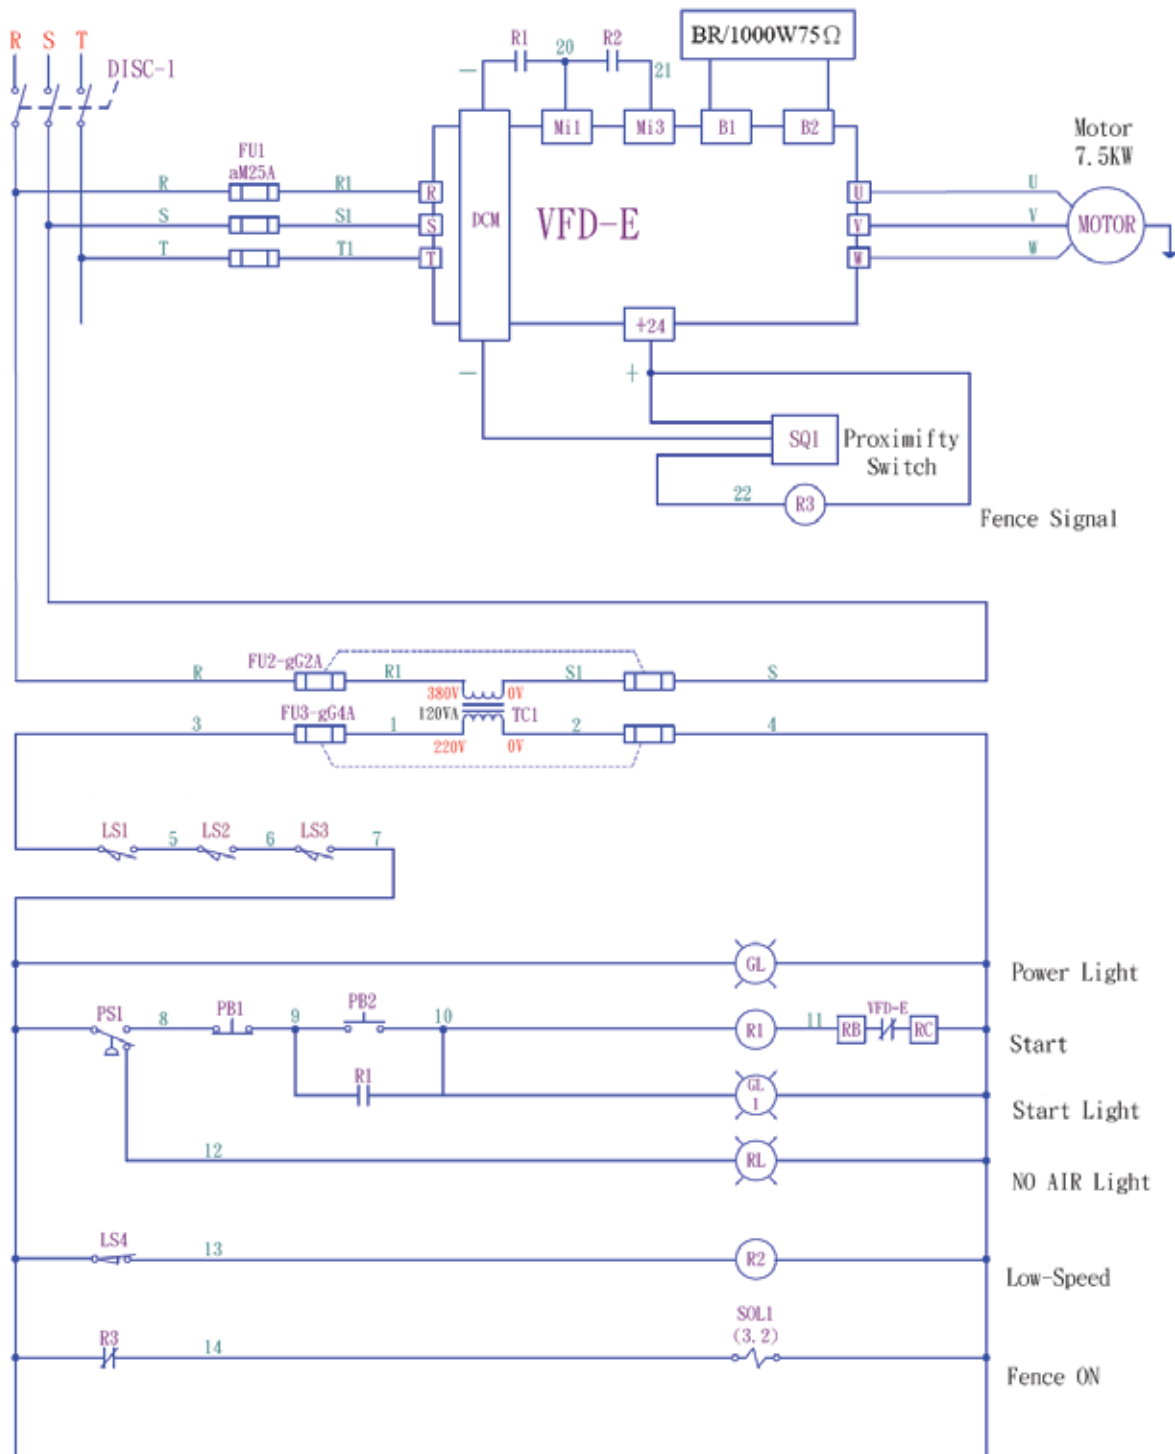 R S T
DISC-1
R1 20 R2 21
BR/1000W75Ω
—
Mi1 Mi3 B1 B2
FU1
aM25A
R R1 R
S S1 S
T T1 T
DCM
VFD-E
U U
V V
W W
Motor
7.5KW
MOTOR
+24
— +
SQ1
Proximifty
Switch
22 R3
Fence Signal
R FU2-gG2A R1 S1 S
380V 0V
3 FU3-gG4A 1 120VA TC1 2 4
220V 0V
LS1 5 LS2 6 LS3 7
GL
Power Light
PS1 8 PB1 9 PB2 10 R1 11 RB VFD-E RC
Start
R1
GL
1
Start Light
12 RL
NO AIR Light
LS4 13 R2
Low-Speed
R3 14
SOL1
(3.2)
Fence ON